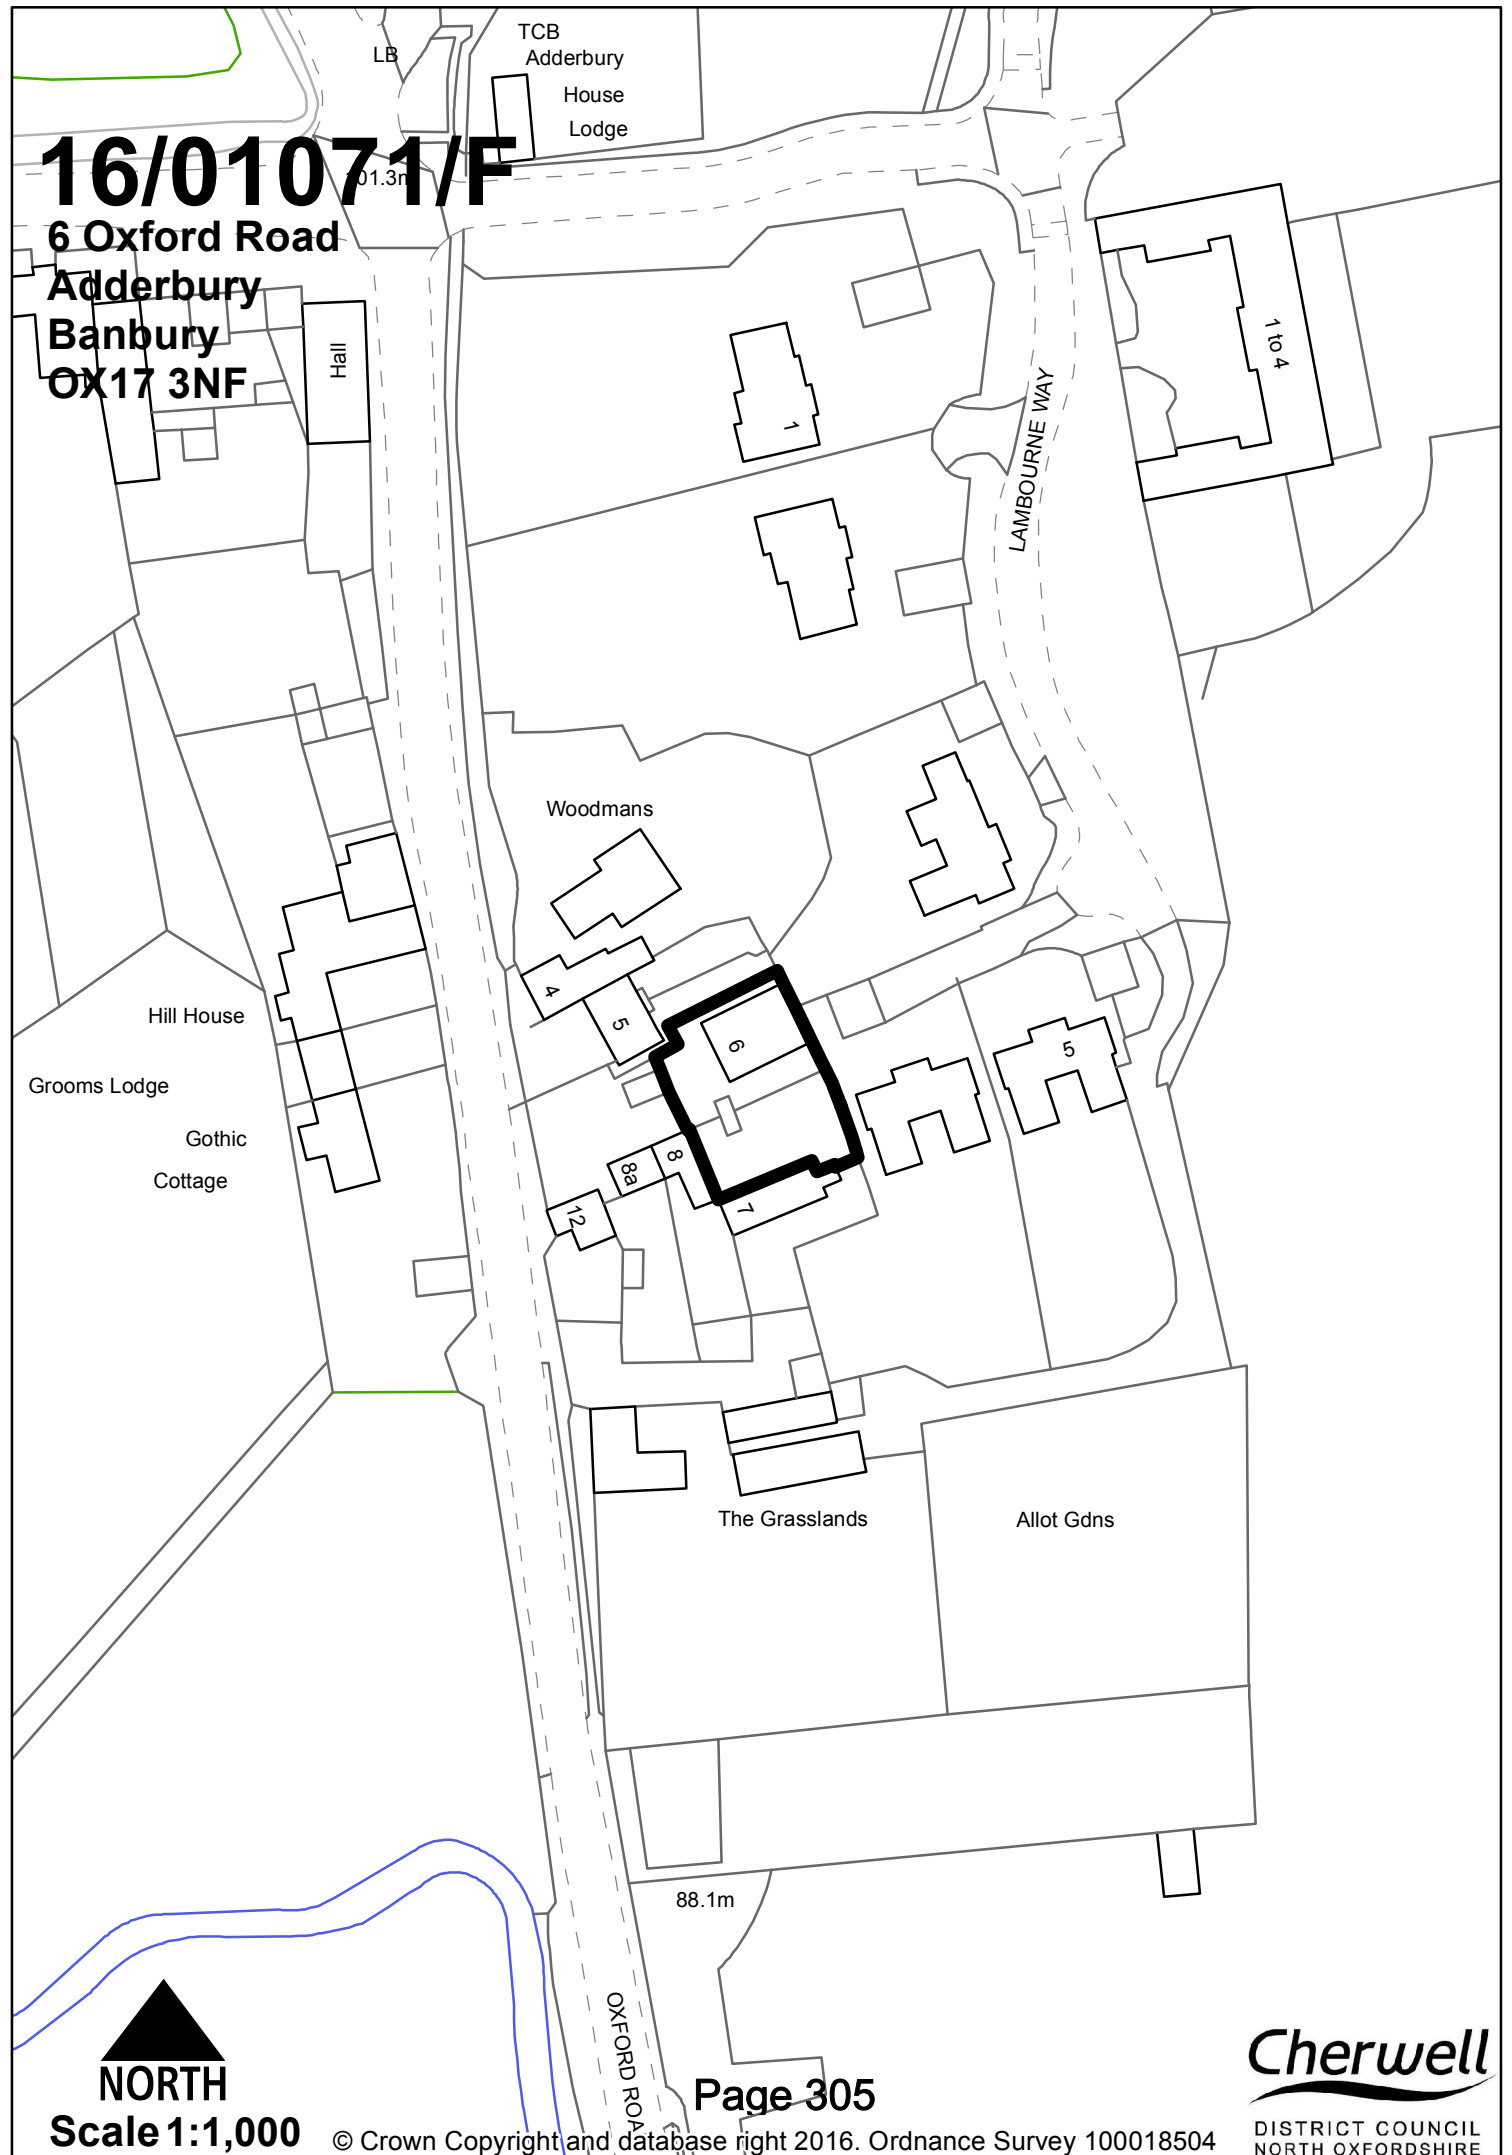 LB
TCB
Adderbury
House
Lodge
16/01071/F
6 Oxford Road
Adderbury
Banbury
OX17 3NF
Hall
1
1 to 4
LAMBOURNE WAY
Woodmans
4
5
6
5
Hill House
Grooms Lodge
Gothic
Cottage
8
8a
12
7
The Grasslands
Allot Gdns
88.1m
OXFORD ROA
NORTH
Scale 1:1,000
Page 305
© Crown Copyright and database right 2016. Ordnance Survey 100018504
Cherwell
DISTRICT COUNCIL
NORTH OXFORDSHIRE